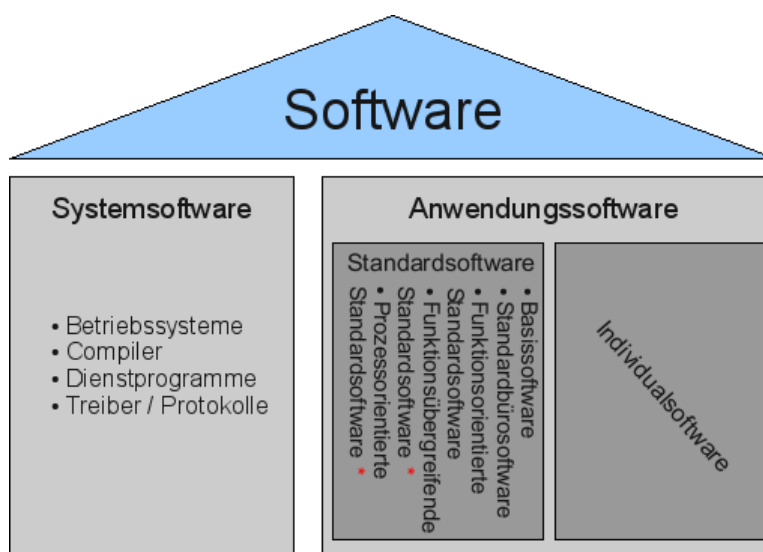 Software
Systemsoftware
• Betriebssysteme
• Compiler
• Dienstprogramme
• Treiber / Protokolle
Anwendungssoftware
Standardsoftware
• Basissoftware
• Standardbürosoftware
• Funktionsorientierte
Standardsoftware
• Funktionsübergreifende
Standardsoftware *
• Prozessorientierte
Standardsoftware *
Individualsoftware